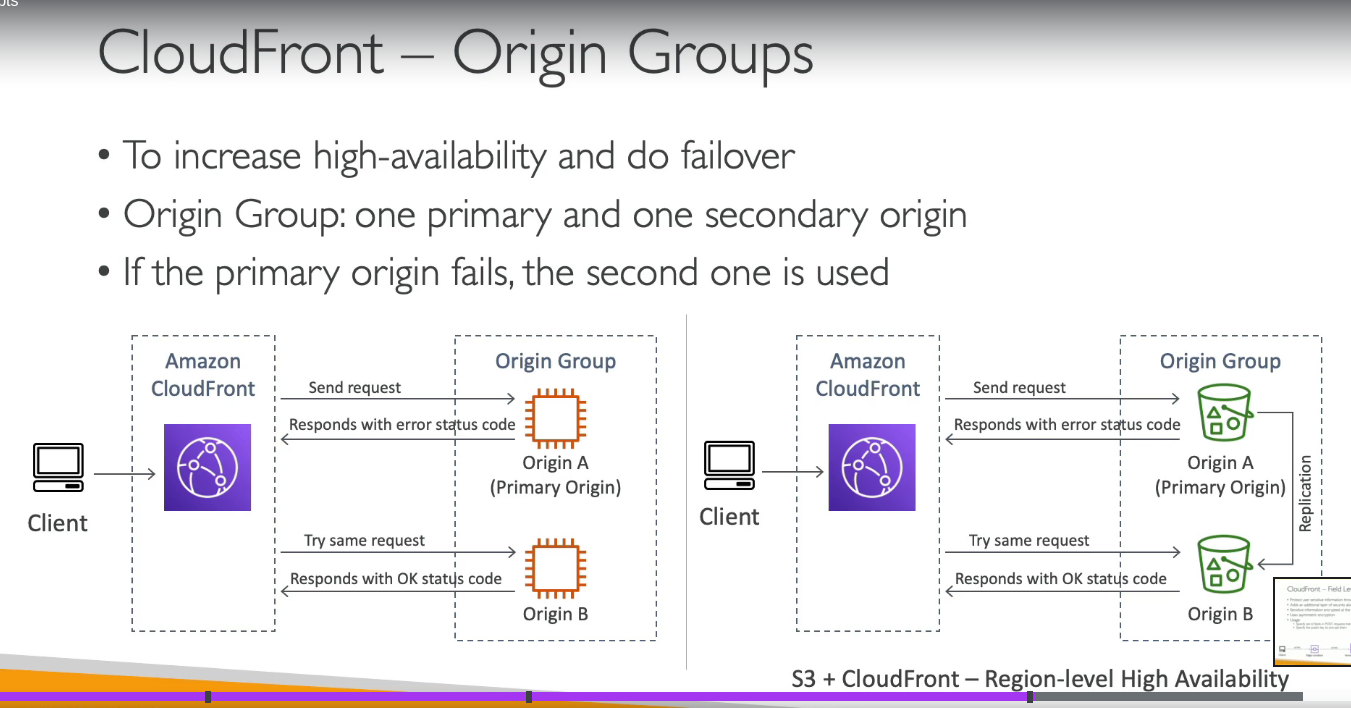 pts
CloudFront – Origin Groups
• To increase high-availability and do failover
• Origin Group: one primary and one secondary origin
• If the primary origin fails, the second one is used
Amazon
CloudFront
Origin Group
Send request
Responds with error status code
Origin A
(Primary Origin)
Client
Try same request
Responds with OK status code
Origin B
Amazon
CloudFront
Origin Group
Send request
Responds with error status code
Origin A
(Primary Origin)
Replication
Client
Try same request
Responds with OK status code
Origin B
CloudFront – Field Le
S3 + CloudFront – Region-level High Availability